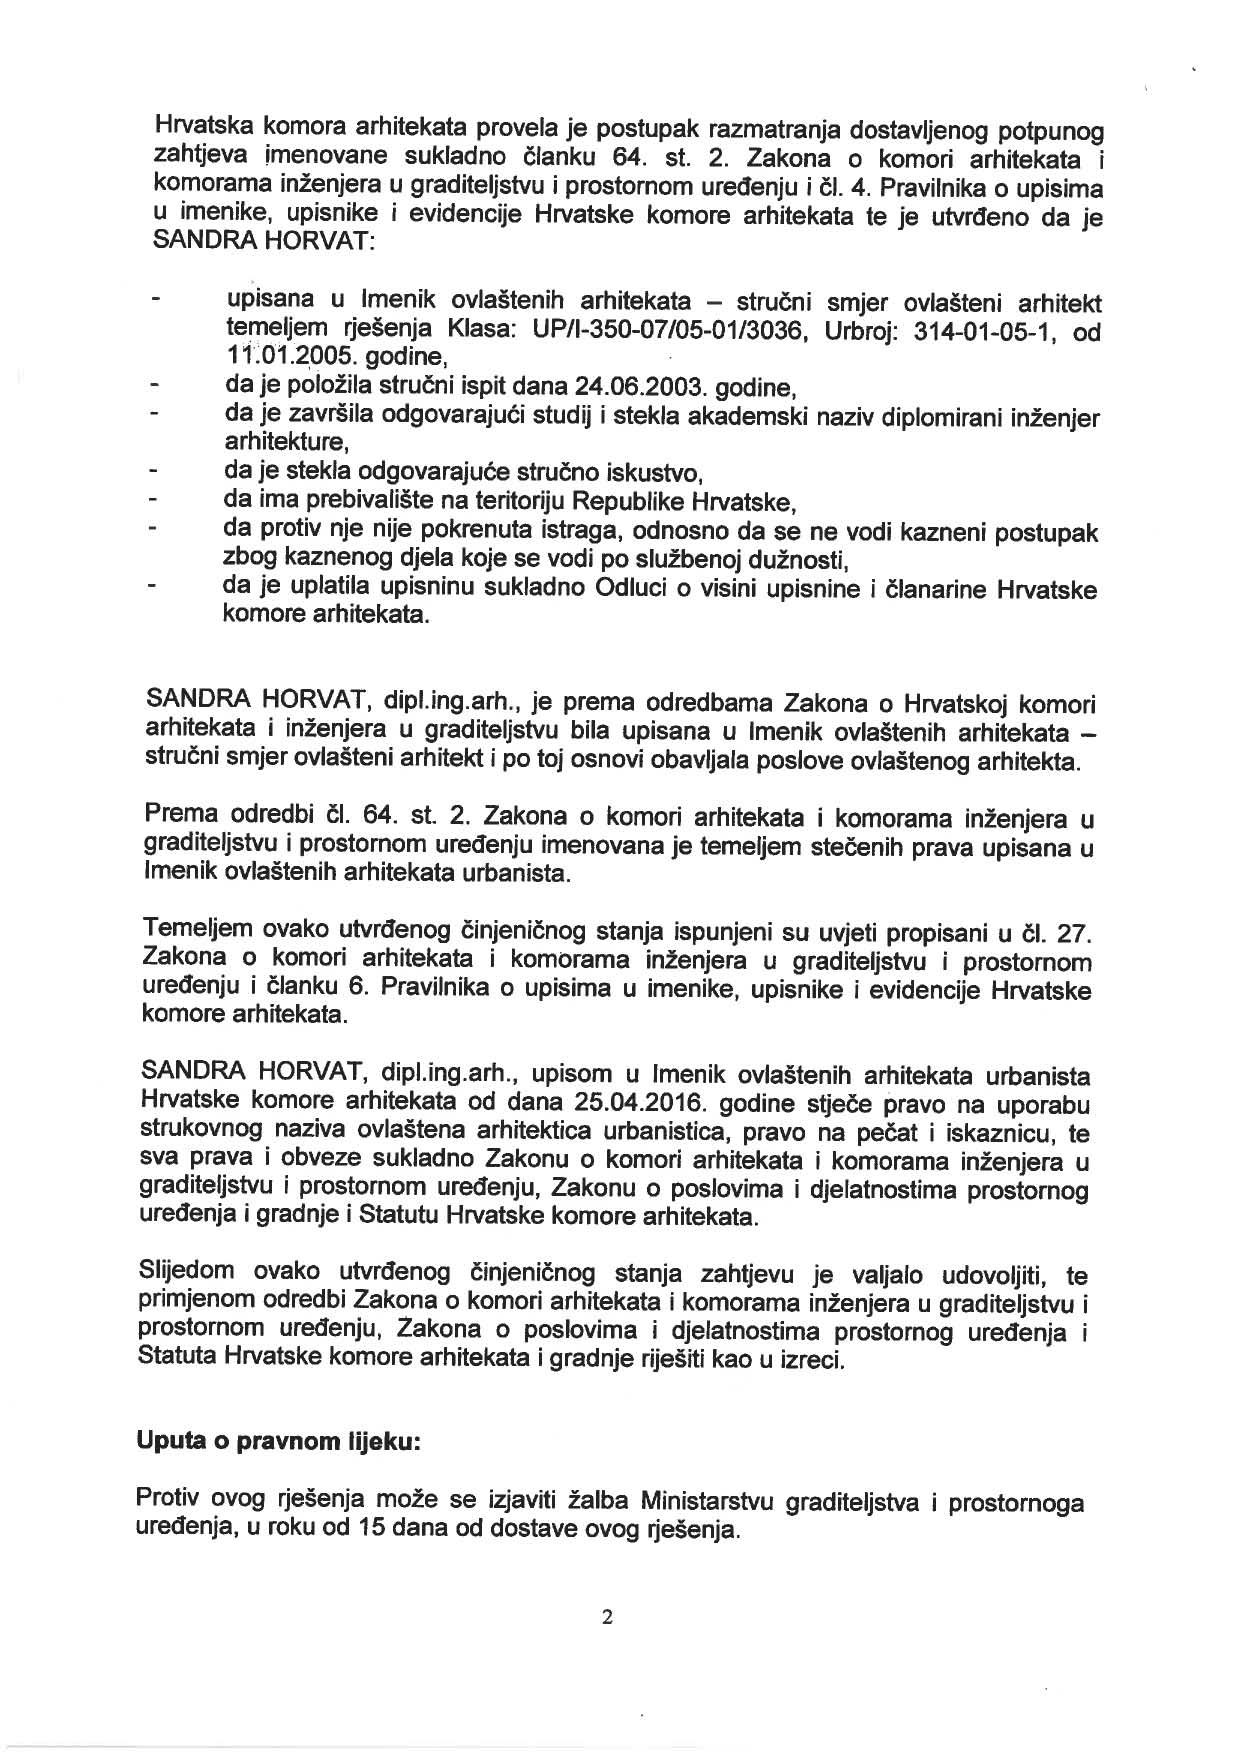 Hrvatska komora arhitekata provela je postupak razmatranja dostavljenog potpunog
zahtjeva imenovane sukladno članku 64. st. 2. Zakona o komori arhitekata i
komorama inženjera u graditeljstvu i prostornom uređenju i čl. 4. Pravilnika o upisima
u imenike, upisnike i evidencije Hrvatske komore arhitekata te je utvrđeno da je
SANDRA HORVAT:
- upisana u Imenik ovlaštenih arhitekata – stručni smjer ovlašteni arhitekt
temeljem rješenja Klasa: UP/I-350-07/05-01/3036, Urbroj: 314-01-05-1, od
11.01.2005. godine,
- da je položila stručni ispit dana 24.06.2003. godine,
- da je završila odgovarajući studij i stekla akademski naziv diplomirani inženjer
arhitekture,
- da je stekla odgovarajuće stručno iskustvo,
- da ima prebivalište na teritoriju Republike Hrvatske,
- da protiv nje nije pokrenuta istraga, odnosno da se ne vodi kazneni postupak
zbog kaznenog djela koje se vodi po službenoj dužnosti,
- da je uplatila upisninu sukladno Odluci o visini upisnine i članarine Hrvatske
komore arhitekata.
SANDRA HORVAT, dipl.ing.arh., je prema odredbama Zakona o Hrvatskoj komori
arhitekata i inženjera u graditeljstvu bila upisana u Imenik ovlaštenih arhitekata –
stručni smjer ovlašteni arhitekt i po toj osnovi obavljala poslove ovlaštenog arhitekta.
Prema odredbi čl. 64. st. 2. Zakona o komori arhitekata i komorama inženjera u
graditeljstvu i prostornom uređenju imenovana je temeljem stečenih prava upisana u
Imenik ovlaštenih arhitekata urbanista.
Temeljem ovako utvrđenog činjeničnog stanja ispunjeni su uvjeti propisani u čl. 27.
Zakona o komori arhitekata i komorama inženjera u graditeljstvu i prostornom
uređenju i članku 6. Pravilnika o upisima u imenike, upisnike i evidencije Hrvatske
komore arhitekata.
SANDRA HORVAT, dipl.ing.arh., upisom u Imenik ovlaštenih arhitekata urbanista
Hrvatske komore arhitekata od dana 25.04.2016. godine stječe pravo na uporabu
strukovnog naziva ovlaštena arhitektica urbanistica, pravo na pečat i iskaznicu, te
sva prava i obveze sukladno Zakonu o komori arhitekata i komorama inženjera u
graditeljstvu i prostornom uređenju, Zakonu o poslovima i djelatnostima prostornog
uređenja i gradnje i Statutu Hrvatske komore arhitekata.
Slijedom ovako utvrđenog činjeničnog stanja zahtjevu je valjalo udovoljiti, te
primjenom odredbi Zakona o komori arhitekata i komorama inženjera u graditeljstvu i
prostornom uređenju, Zakona o poslovima i djelatnostima prostornog uređenja i
Statuta Hrvatske komore arhitekata i gradnje riješiti kao u izreci.
Uputa o pravnom lijeku:
Protiv ovog rješenja može se izjaviti žalba Ministarstvu graditeljstva i prostornoga
uređenja, u roku od 15 dana od dostave ovog rješenja.
2